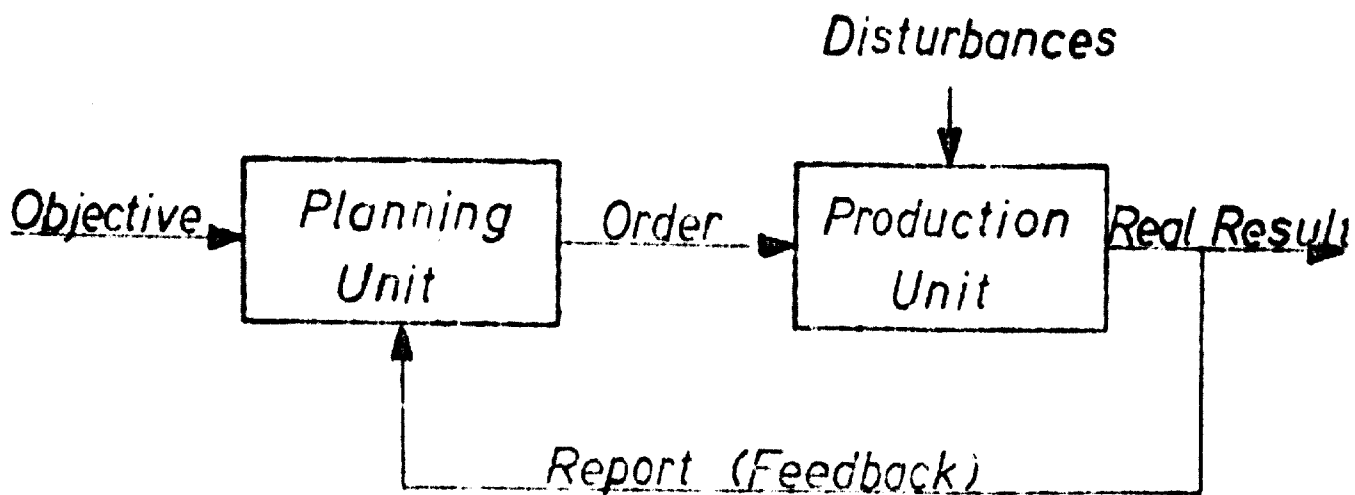 Disturbances
Objective
Planning
Unit
Order
Production
Unit
Real Result
Report (Feedback)